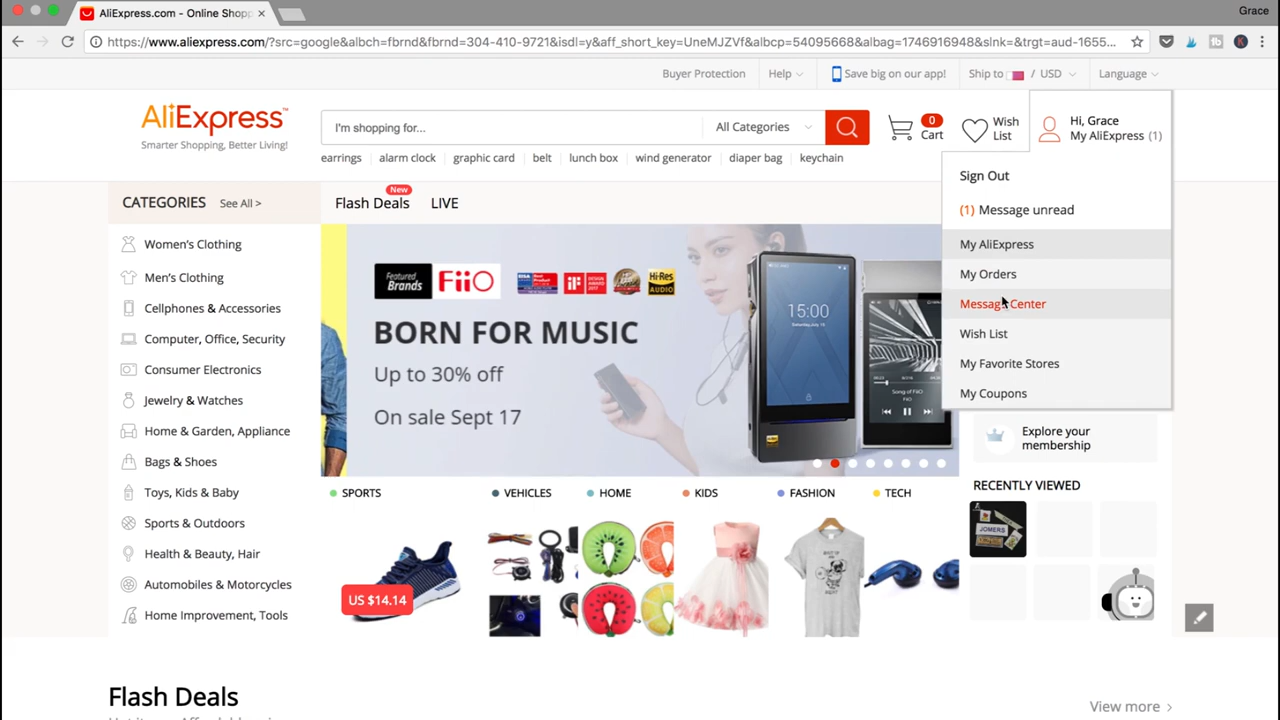 AliExpress.com - Online Shopp
Grace
https://www.aliexpress.com/?src=google&albch=fbrnd&fbrnd=304-410-9721&isdl=y&aff_short_key=UneMJZVf&albcp=54095668&albag=1746916948&slnk=&trgt=aud-1655...
Buyer Protection
Help
Save big on our app!
Ship to / USD
Language
AliExpress™
Smarter Shopping, Better Living!
I'm shopping for...
All Categories
0
Cart
Wish
List
Hi, Grace
My AliExpress (1)
earrings
alarm clock
graphic card
belt
lunch box
wind generator
diaper bag
keychain
Sign Out
(1) Message unread
My AliExpress
My Orders
Message Center
Wish List
My Favorite Stores
My Coupons
CATEGORIES See All >
New
Flash Deals
LIVE
Women's Clothing
Men's Clothing
Cellphones & Accessories
Computer, Office, Security
Consumer Electronics
Jewelry & Watches
Home & Garden, Appliance
Bags & Shoes
Toys, Kids & Baby
Sports & Outdoors
Health & Beauty, Hair
Automobiles & Motorcycles
Home Improvement, Tools
Featured
Brands
FiiO
Hi-Res
AUDIO
BORN FOR MUSIC
Up to 30% off
On sale Sept 17
15:00
Explore your
membership
RECENTLY VIEWED
JOMERS
SPORTS
VEHICLES
HOME
KIDS
FASHION
TECH
US $14.14
Flash Deals
View more >